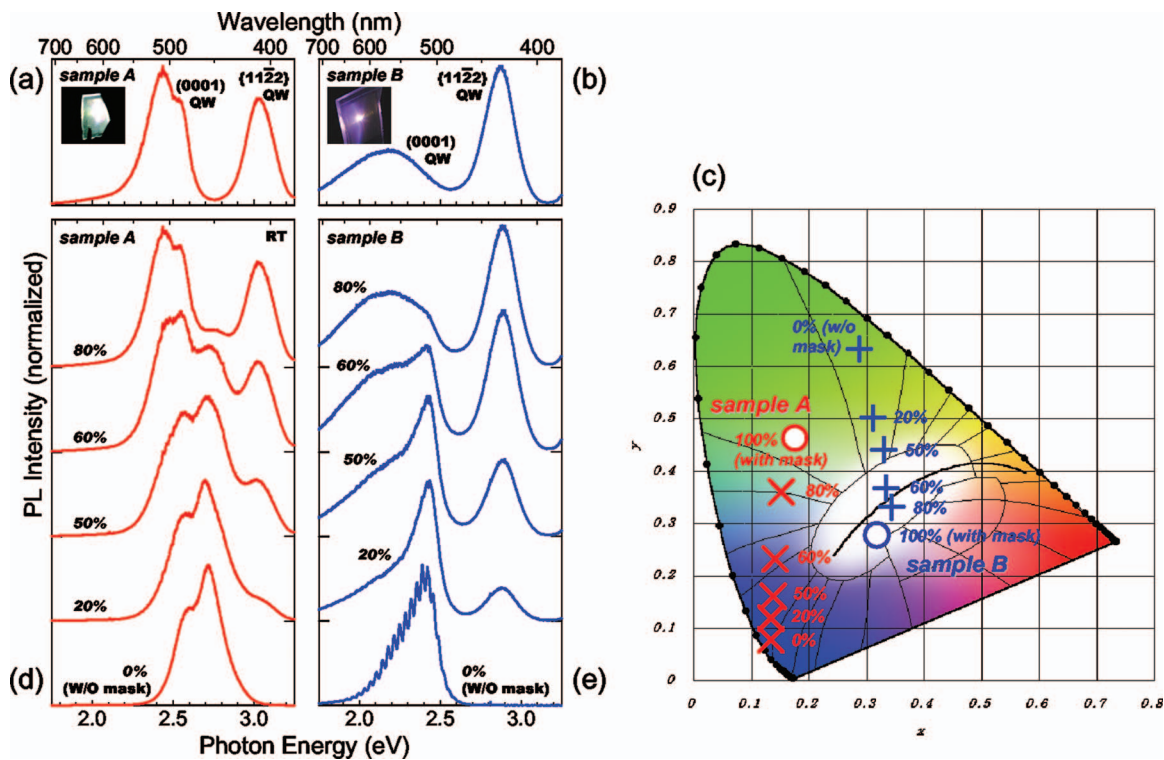 Wavelength (nm)
700 600 500 400 700 600 500 400
(a) sample A (0001) QW {112̅2} QW
sample B (0001) QW {112̅2} QW (b)
sample A RT
80%
60%
50%
20%
0%
(W/O mask)
(d)
sample B
80%
60%
50%
20%
0%
(W/O mask)
(e)
PL Intensity (normalized)
2.0 2.5 3.0 2.0 2.5 3.0
Photon Energy (eV)
(c)
0.9
0.8
0.7
0.6
0.5
0.4
0.3
0.2
0.1
0
y
0% (w/o
mask)
20%
50%
60%
80%
100% (with mask)
sample B
sample A
100%
(with mask)
80%
60%
50%
20%
0%
0 0.1 0.2 0.3 0.4 0.5 0.6 0.7 0.8
x